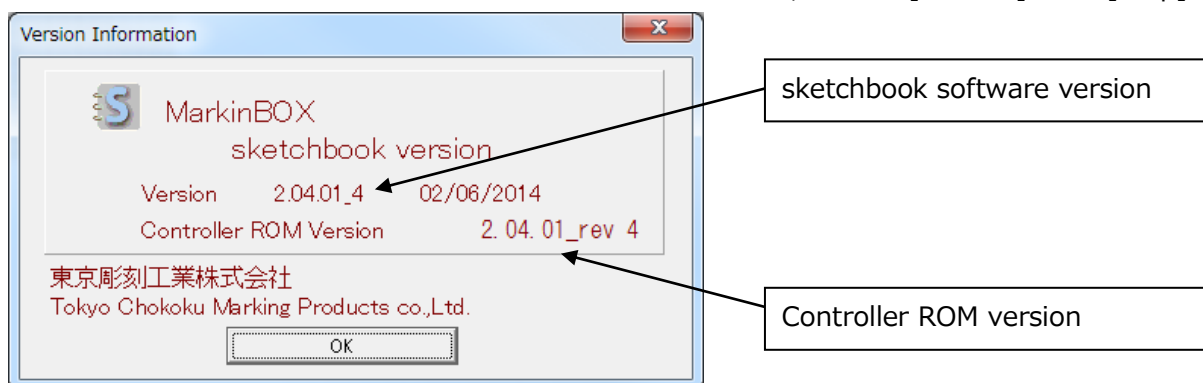 Version Information
sketchbook software version
S MarkinBOX
sketchbook version
Version 2.04.01_4 02/06/2014
Controller ROM Version 2.04.01_rev 4
東京彫刻工業株式会社
Tokyo Chokoku Marking Products co.,Ltd.
Controller ROM version
OK